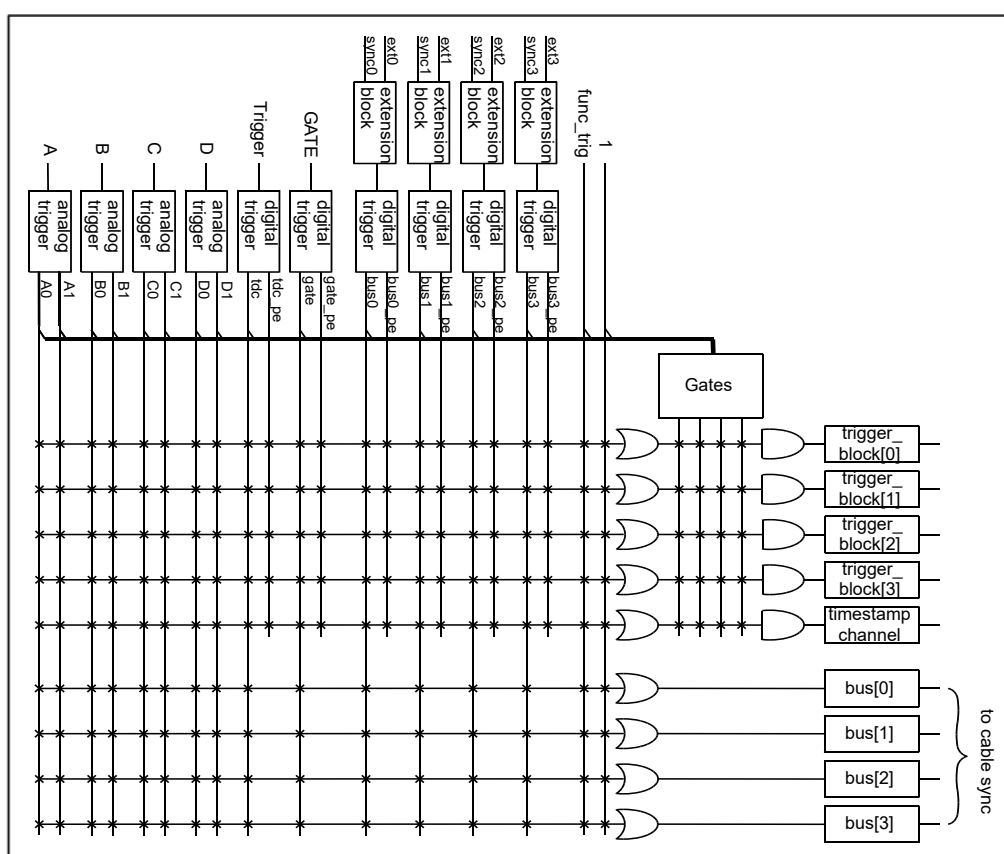 sync0
ext0
sync1
ext1
sync2
ext2
sync3
ext3
extension
block
extension
block
extension
block
extension
block
func_trig
1
A
B
C
D
Trigger
GATE
analog
trigger
analog
trigger
analog
trigger
analog
trigger
digital
trigger
digital
trigger
digital
trigger
digital
trigger
digital
trigger
digital
trigger
A0
A1
B0
B1
C0
C1
D0
D1
tdc
tdc_pe
gate
gate_pe
bus0
bus0_pe
bus1
bus1_pe
bus2
bus2_pe
bus3
bus3_pe
Gates
trigger_
block[0]
trigger_
block[1]
trigger_
block[2]
trigger_
block[3]
timestamp
channel
bus[0]
bus[1]
bus[2]
bus[3]
to cable sync